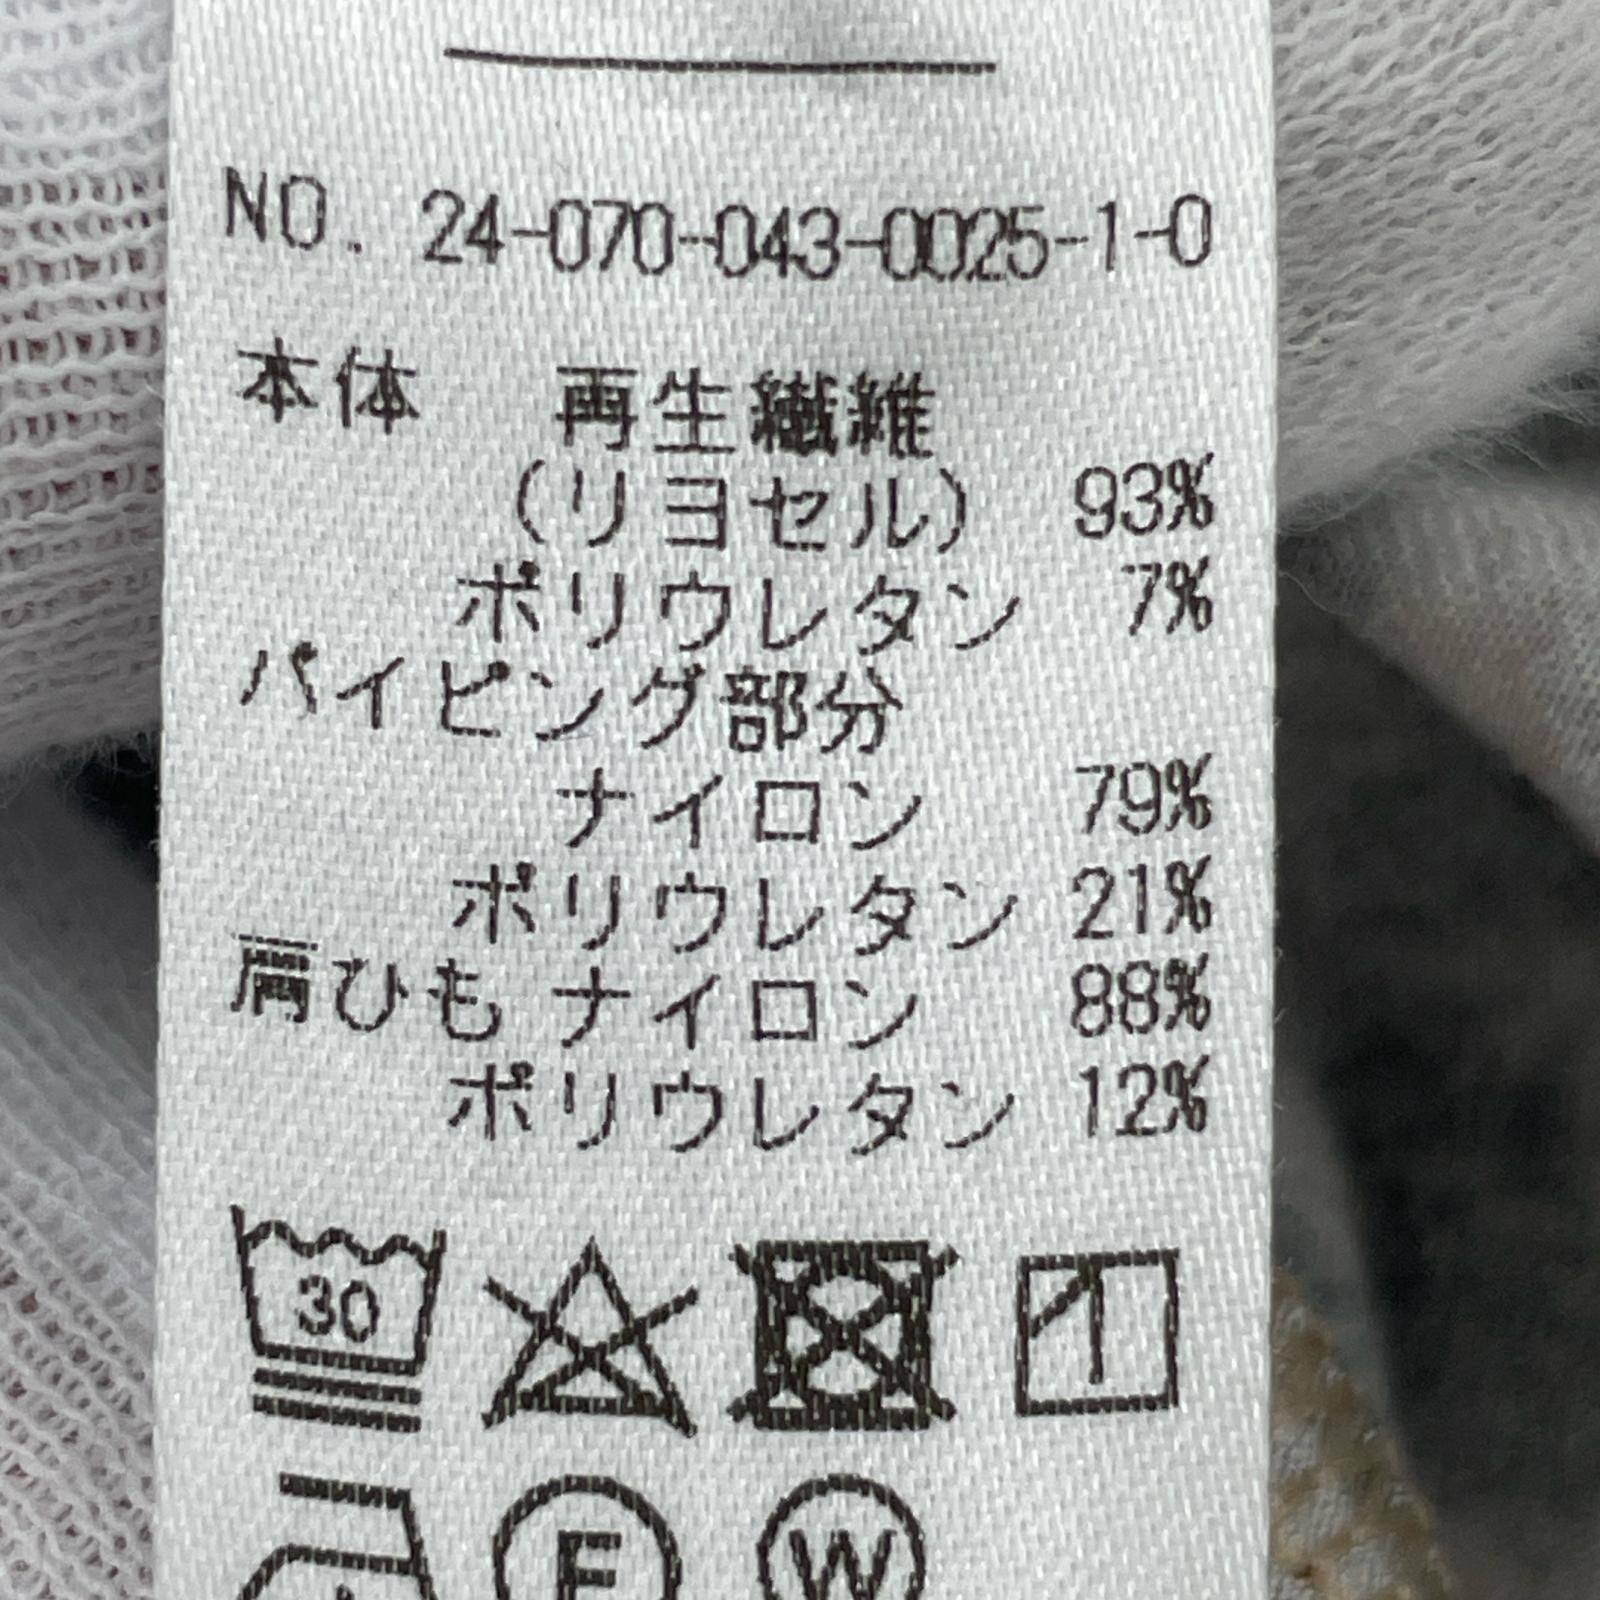 NO. 24-070-043-0025-1-0
本体 再生繊維
(リヨセル) 93%
ポリウレタン 7%
パイピング部分
ナイロン 79%
ポリウレタン 21%
肩ひも ナイロン 88%
ポリウレタン 12%
30
F W